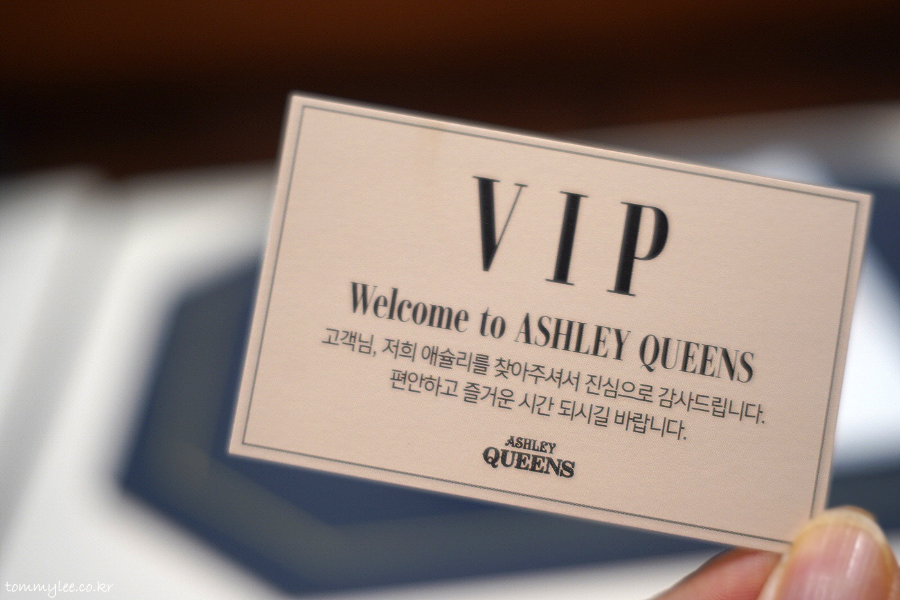 VIP
Welcome to ASHLEY QUEENS
고객님, 저희 애슐리를 찾아주셔서 진심으로 감사드립니다.
편안하고 즐거운 시간 되시길 바랍니다.
ASHLEY
QUEENS
tommylee.co.kr